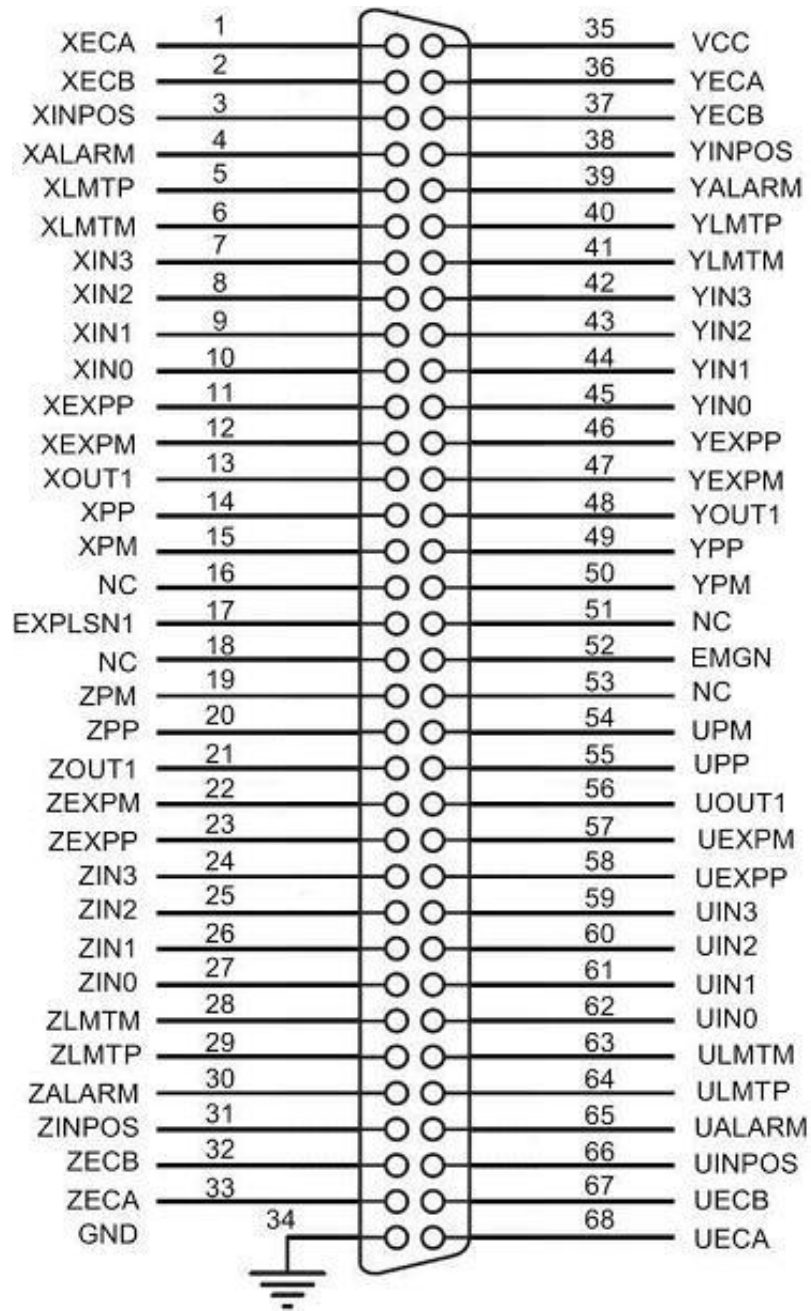 XECA 1 35 VCC
XECB 2 36 YECA
XINPOS 3 37 YECB
XALARM 4 38 YINPOS
XLMTP 5 39 YALARM
XLMTM 6 40 YLMTP
XIN3 7 41 YLMTM
XIN2 8 42 YIN3
XIN1 9 43 YIN2
XIN0 10 44 YIN1
XEXPP 11 45 YIN0
XEXPM 12 46 YEXPP
XOUT1 13 47 YEXPM
XPP 14 48 YOUT1
XPM 15 49 YPP
NC 16 50 YPM
EXPLSN1 17 51 NC
NC 18 52 EMGN
ZPM 19 53 NC
ZPP 20 54 UPM
ZOUT1 21 55 UPP
ZEXPM 22 56 UOUT1
ZEXPP 23 57 UEXPM
ZIN3 24 58 UEXPP
ZIN2 25 59 UIN3
ZIN1 26 60 UIN2
ZIN0 27 61 UIN1
ZLMTM 28 62 UIN0
ZLMTP 29 63 ULMTM
ZALARM 30 64 ULMTP
ZINPOS 31 65 UALARM
ZECB 32 66 UINPOS
ZECA 33 67 UECB
GND 34 68 UECA